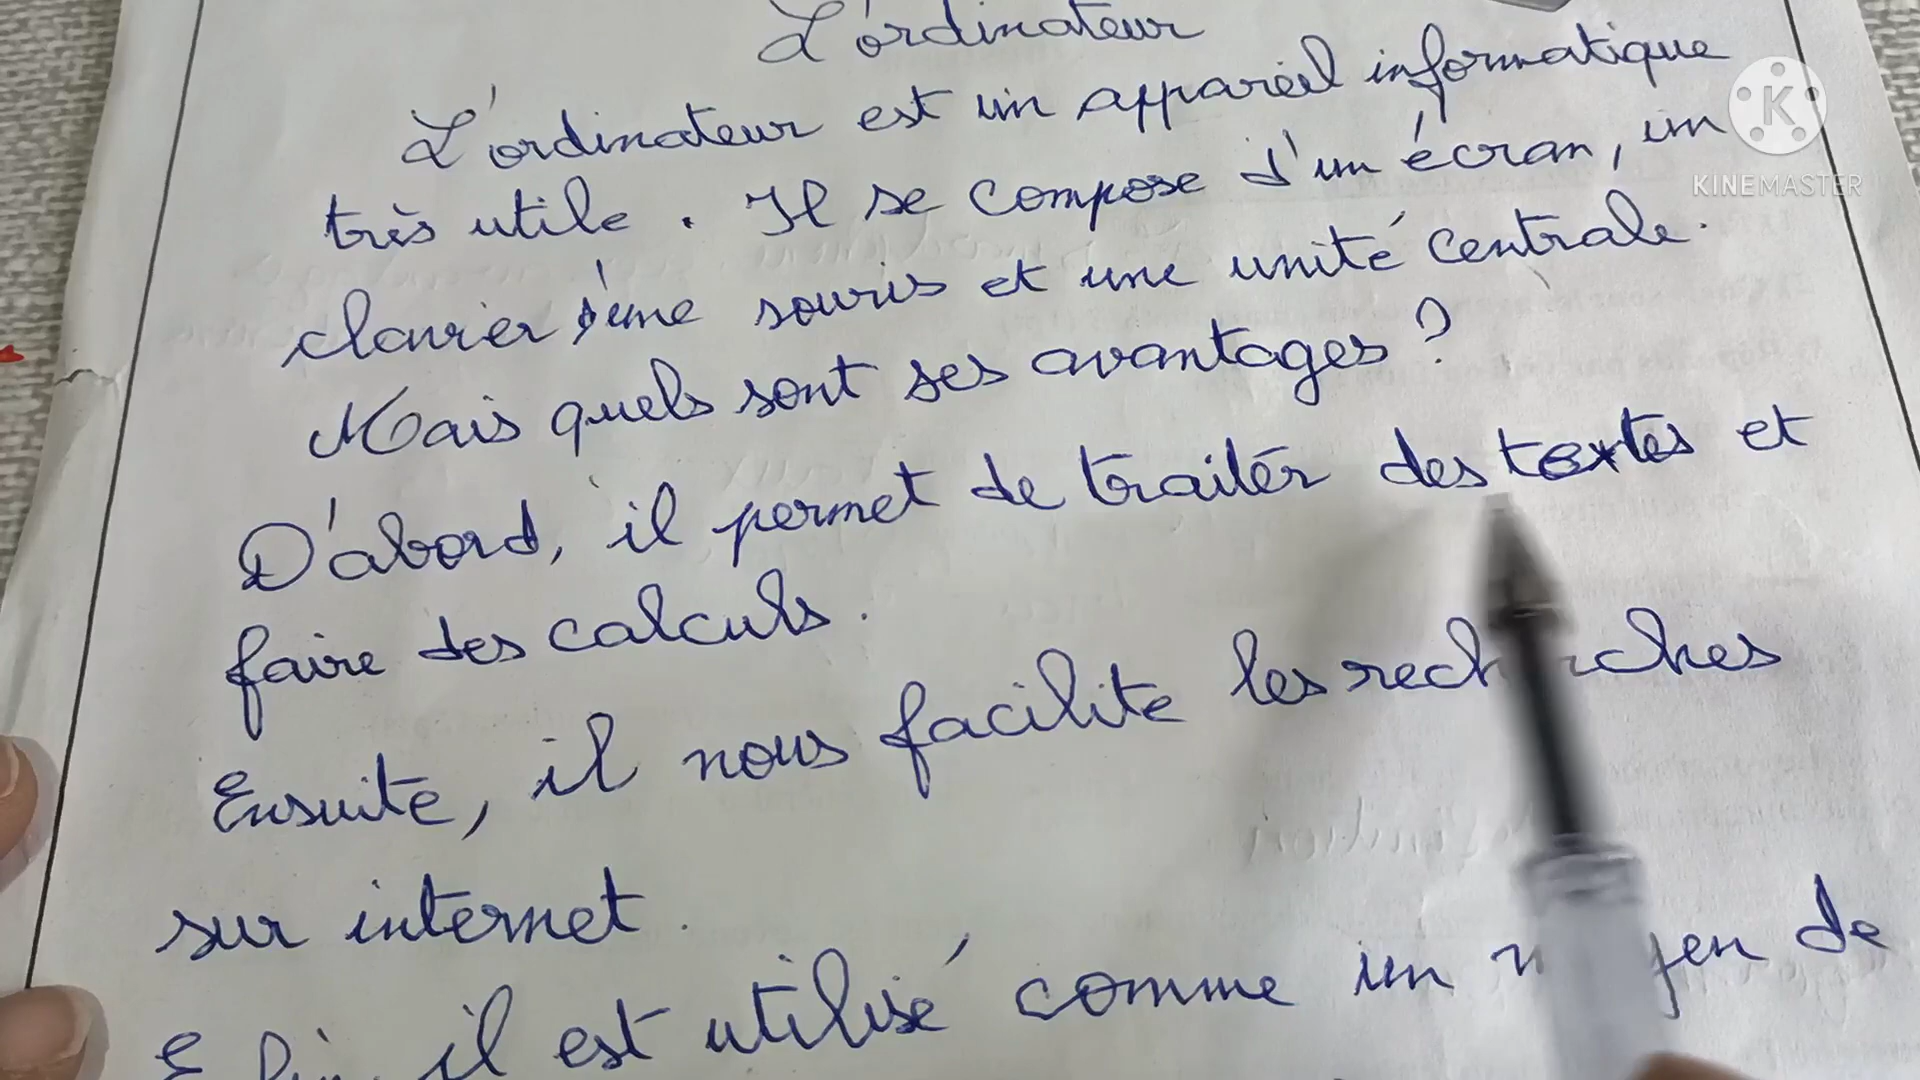 L'ordinateur
L'ordinateur est un appareil informatique
très utile. Il se compose d'un écran, un
clavier d'une souris et une unité centrale.
Mais quels sont ses avantages ?
D'abord, il permet de traiter des textes et
faire des calculs.
Ensuite, il nous facilite les recherches
sur internet.
il est utilisé comme un moyen de
KINEMASTER